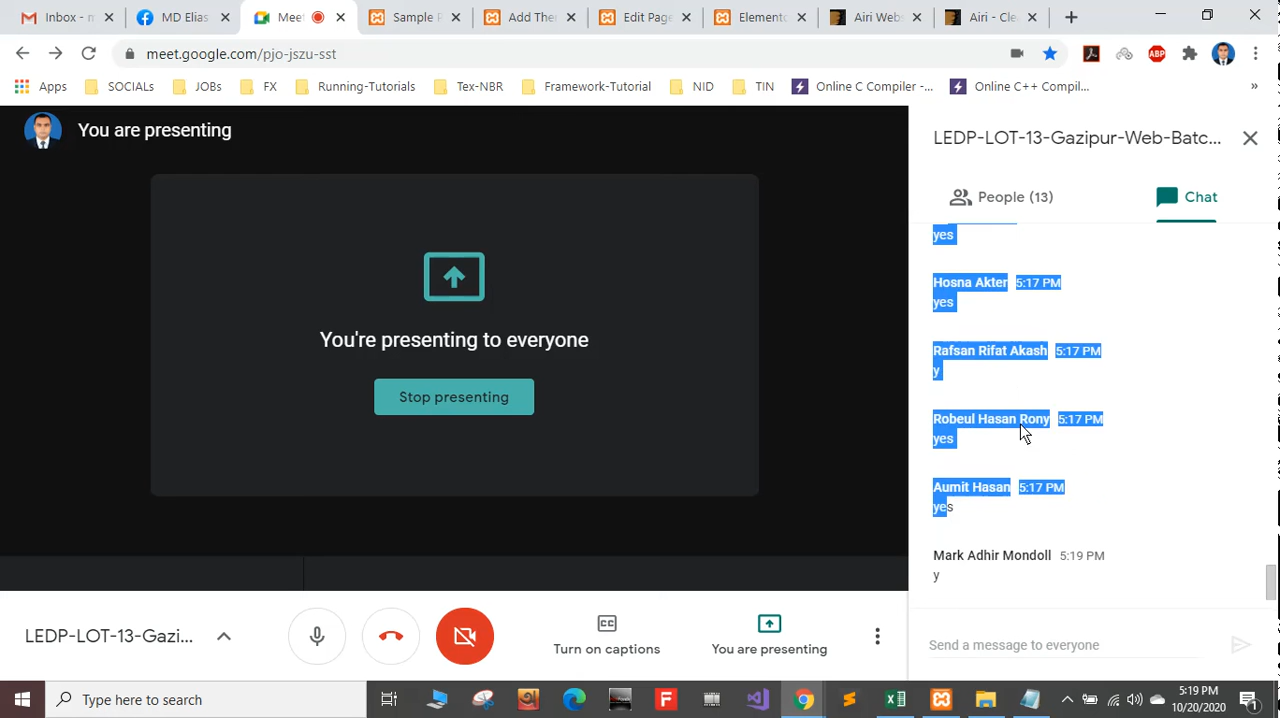 Inbox - m
MD Elias
Meet
Sample P
Add The
Edit Page
Elemento
Airi Webs
Airi - Cle
meet.google.com/pjo-jszu-sst
ABP
Apps
SOCIALs
JOBs
FX
Running-Tutorials
Tex-NBR
Framework-Tutorial
NID
TIN
Online C Compiler -...
Online C++ Compil...
»
You are presenting
LEDP-LOT-13-Gazipur-Web-Batc...
People (13)
Chat
yes
Hosna Akter 5:17 PM
yes
Rafsan Rifat Akash 5:17 PM
y
Robeul Hasan Rony 5:17 PM
yes
Aumit Hasan 5:17 PM
yes
Mark Adhir Mondoll 5:19 PM
y
You're presenting to everyone
Stop presenting
Send a message to everyone
LEDP-LOT-13-Gazi...
CC
Turn on captions
You are presenting
Type here to search
5:19 PM
10/20/2020
1